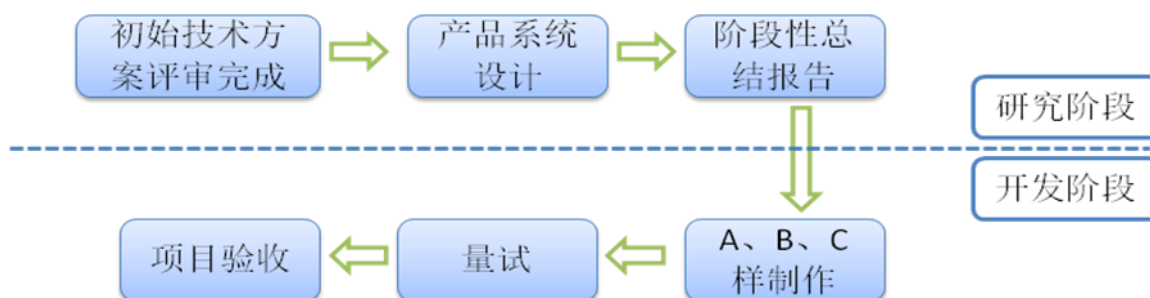 初始技术方
案评审完成
产品系统
设计
阶段性总
结报告
研究阶段
开发阶段
项目验收
量试
A、B、C
样制作